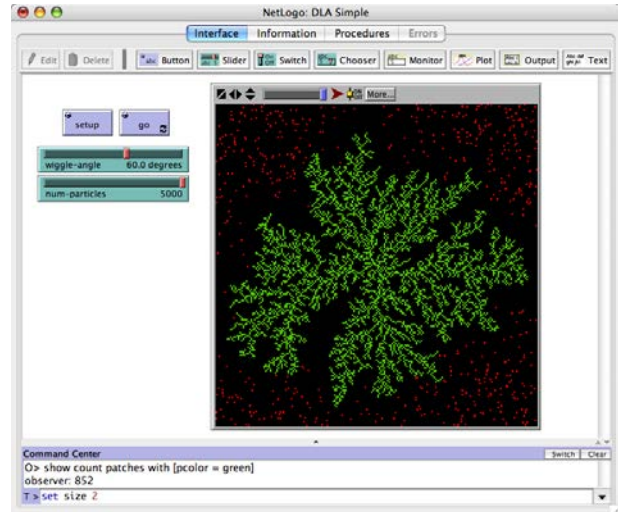 NetLogo: DLA Simple
Interface Information Procedures Errors
Edit Delete Button Slider Switch Chooser Monitor Plot Output Text
More...
setup go
wiggle-angle 60.0 degrees
num-particles 5000
Command Center Switch Clear
O> show count patches with [pcolor = green]
observer: 852
T> set size 2